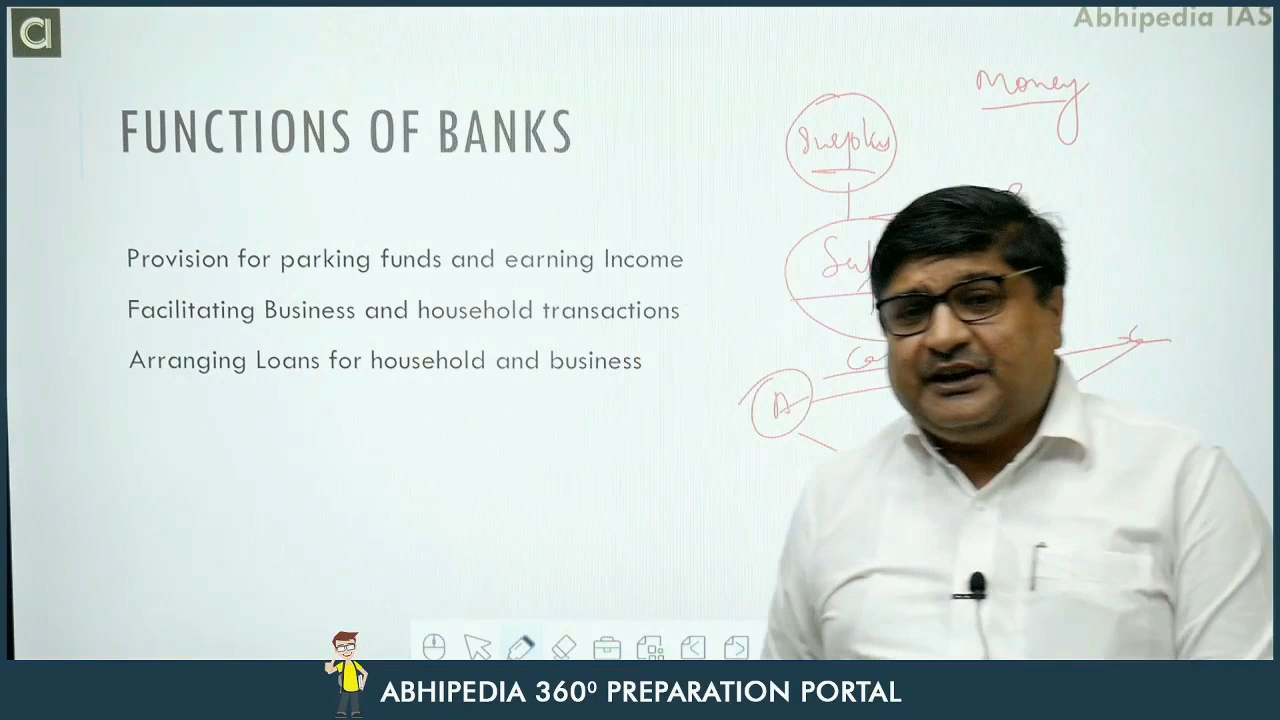 Abhipedia IAS
Money
FUNCTIONS OF BANKS
Provision for parking funds and earning Income
Facilitating Business and household transactions
Arranging Loans for household and business
A
ABHIPEDIA 360⁰ PREPARATION PORTAL